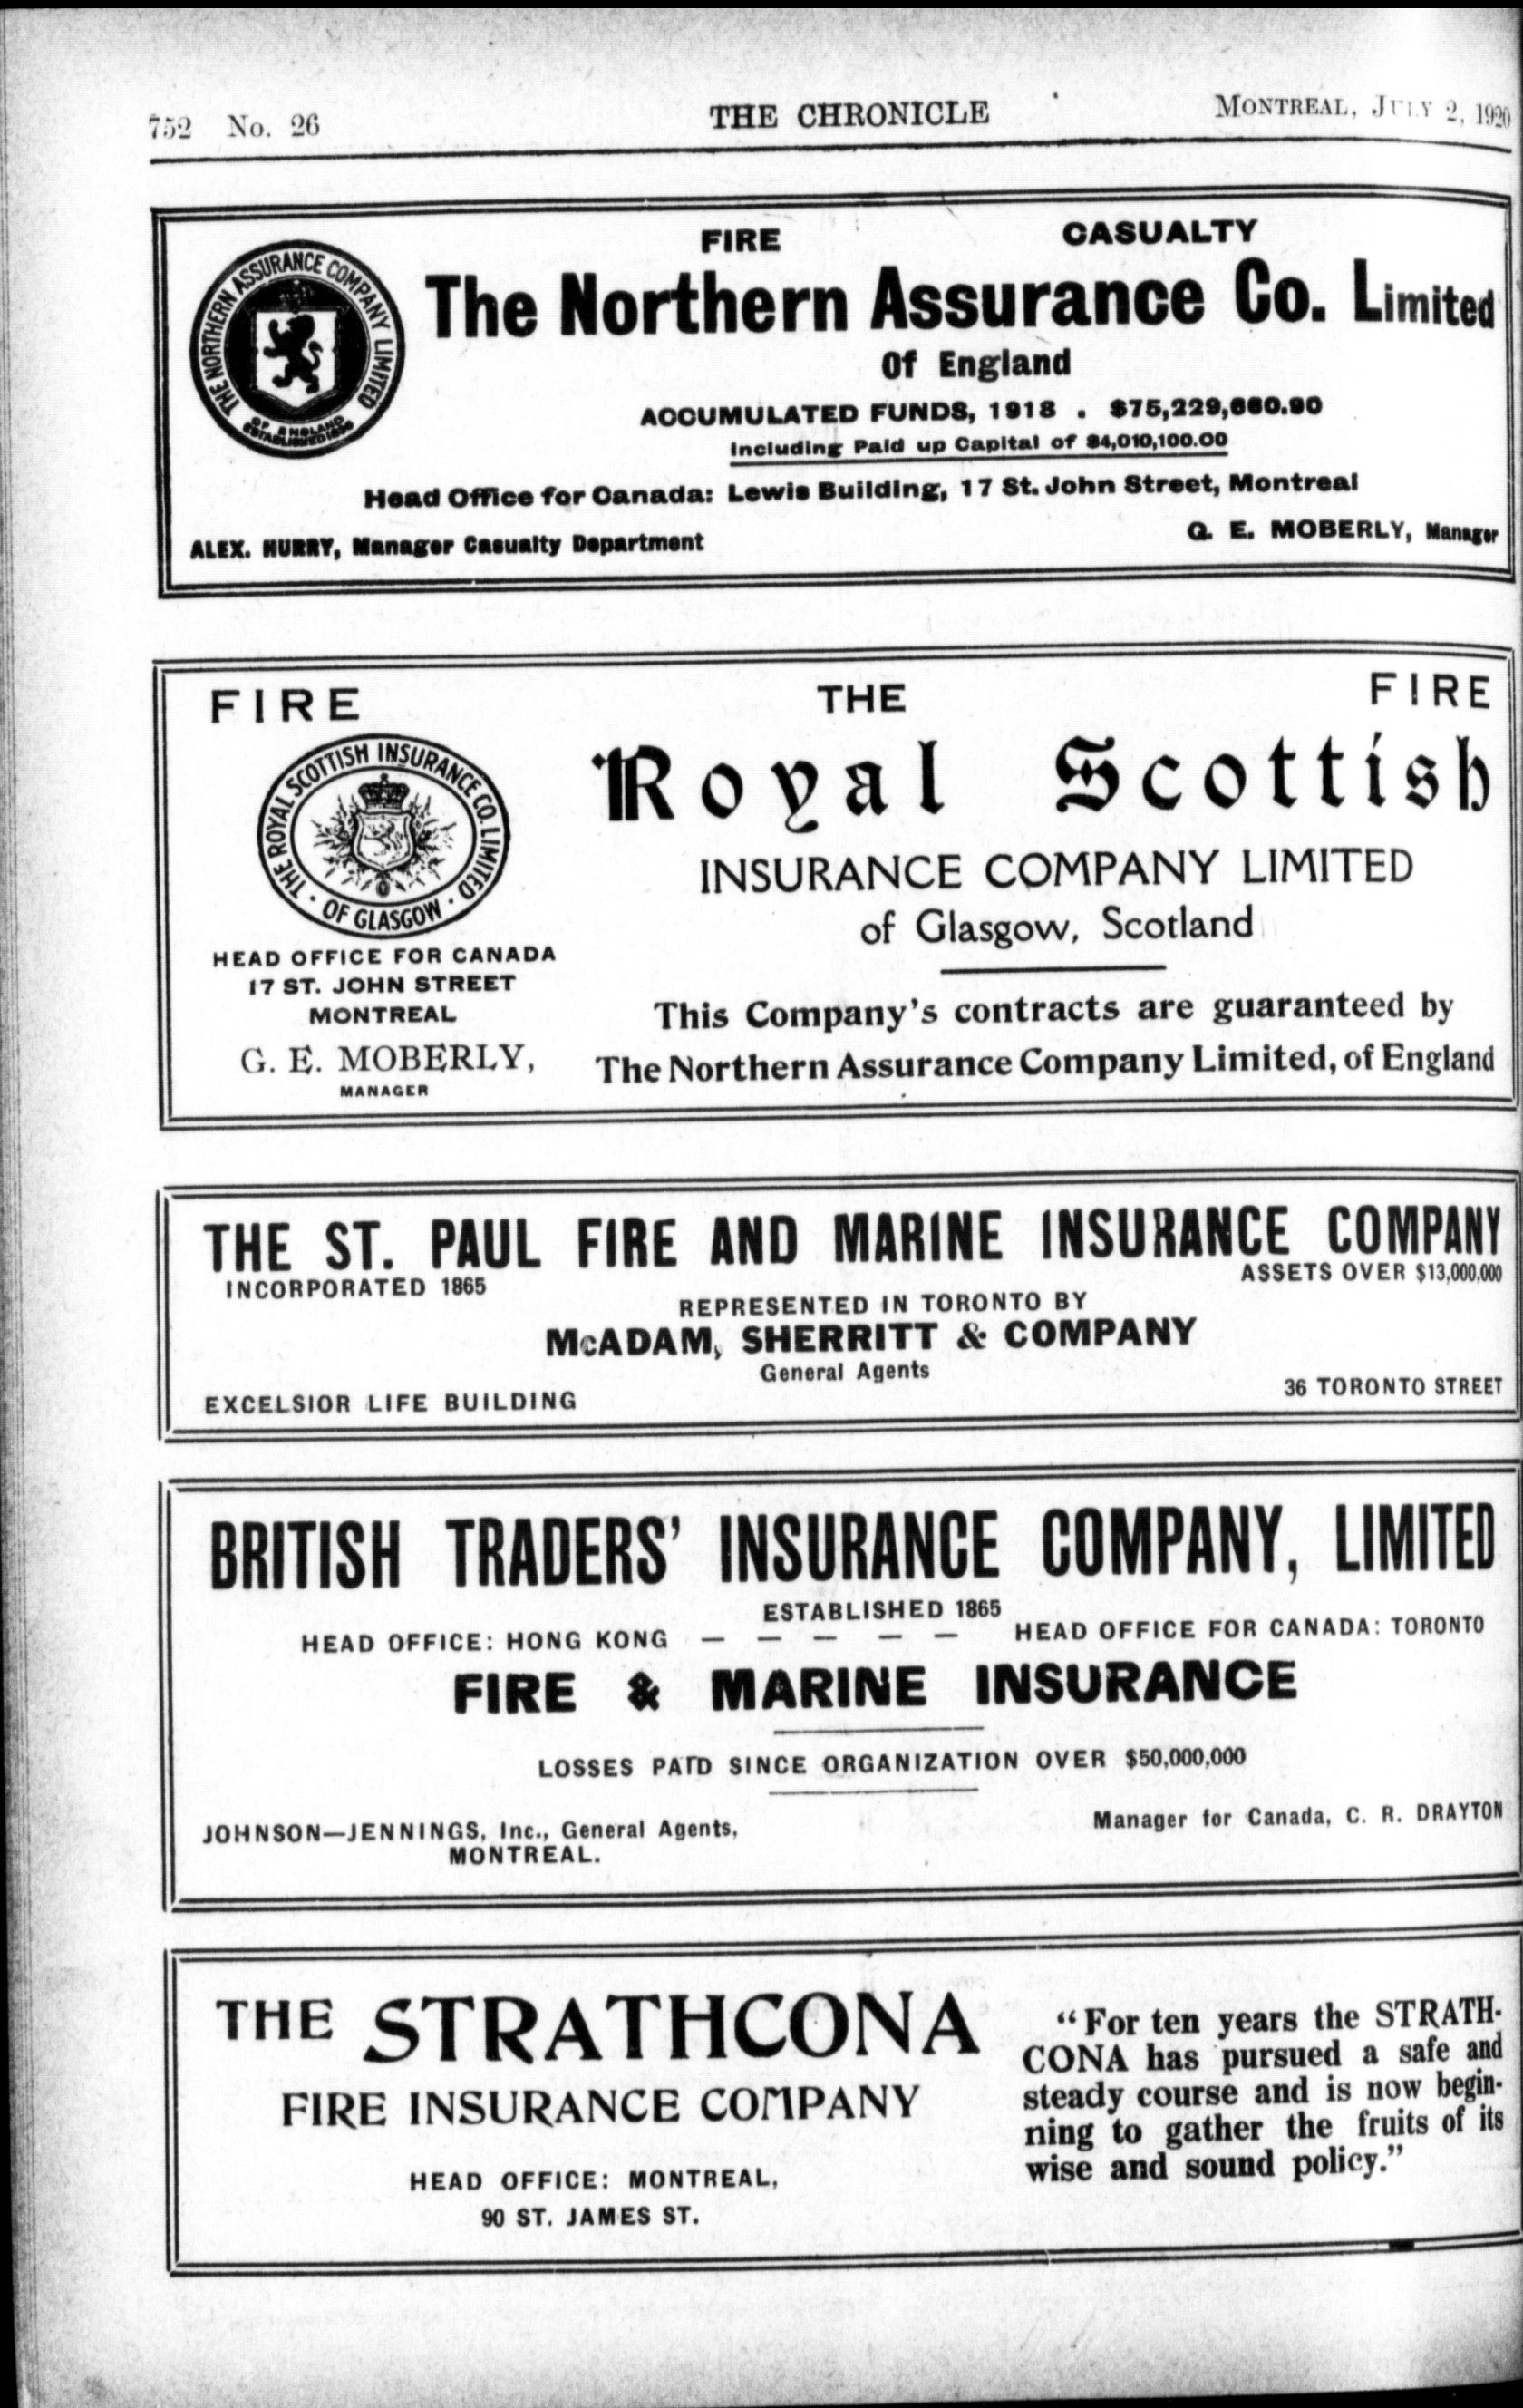 752 No. 26
THE CHRONICLE
MONTREAL, JULY 2, 1920
FIRE
CASUALTY
THE NORTHERN ASSURANCE COMPANY LIMITED
OF ENGLAND
The Northern Assurance Co. Limited
Of England
ACCUMULATED FUNDS, 1918 . $75,229,660.90
Including Paid up Capital of $4,010,100.00
Head Office for Canada: Lewis Building, 17 St. John Street, Montreal
ALEX. HURRY, Manager Casualty Department
G. E. MOBERLY, Manager
FIRE
THE
FIRE
THE ROYAL SCOTTISH INSURANCE CO. LIMITED · OF GLASGOW ·
Royal Scottish
INSURANCE COMPANY LIMITED
of Glasgow, Scotland
HEAD OFFICE FOR CANADA
17 ST. JOHN STREET
MONTREAL
G. E. MOBERLY,
MANAGER
This Company's contracts are guaranteed by
The Northern Assurance Company Limited, of England
THE ST. PAUL FIRE AND MARINE INSURANCE COMPANY
INCORPORATED 1865
ASSETS OVER $13,000,000
REPRESENTED IN TORONTO BY
McADAM, SHERRITT & COMPANY
General Agents
EXCELSIOR LIFE BUILDING
36 TORONTO STREET
BRITISH TRADERS' INSURANCE COMPANY, LIMITED
ESTABLISHED 1865
HEAD OFFICE: HONG KONG — — — — — HEAD OFFICE FOR CANADA: TORONTO
FIRE & MARINE INSURANCE
LOSSES PAID SINCE ORGANIZATION OVER $50,000,000
JOHNSON—JENNINGS, Inc., General Agents,
MONTREAL.
Manager for Canada, C. R. DRAYTON
THE STRATHCONA
FIRE INSURANCE COMPANY
HEAD OFFICE: MONTREAL,
90 ST. JAMES ST.
"For ten years the STRATH-
CONA has pursued a safe and
steady course and is now begin-
ning to gather the fruits of its
wise and sound policy."